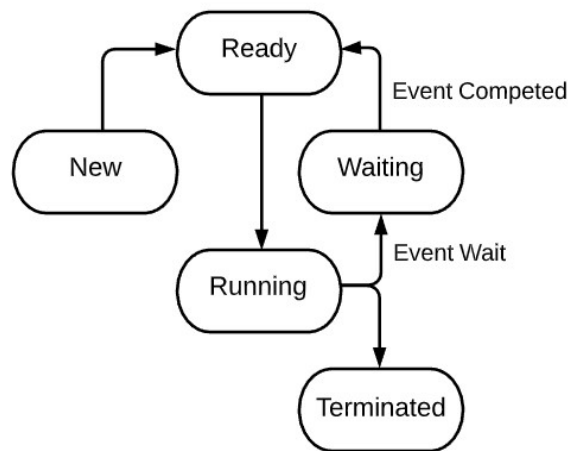 Ready
Event Competed
New
Waiting
Event Wait
Running
Terminated